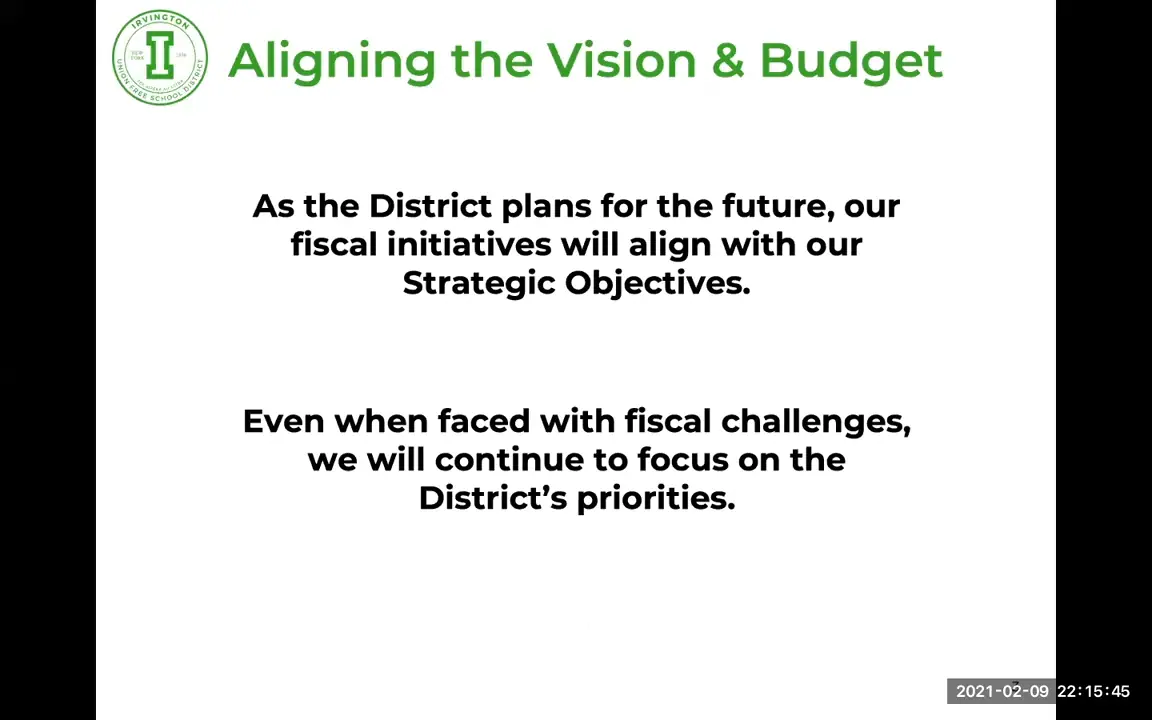 IRVINGTON
I
UNION FREE SCHOOL DISTRICT
Aligning the Vision & Budget
As the District plans for the future, our
fiscal initiatives will align with our
Strategic Objectives.
Even when faced with fiscal challenges,
we will continue to focus on the
District’s priorities.
2021-02-09 22:15:45